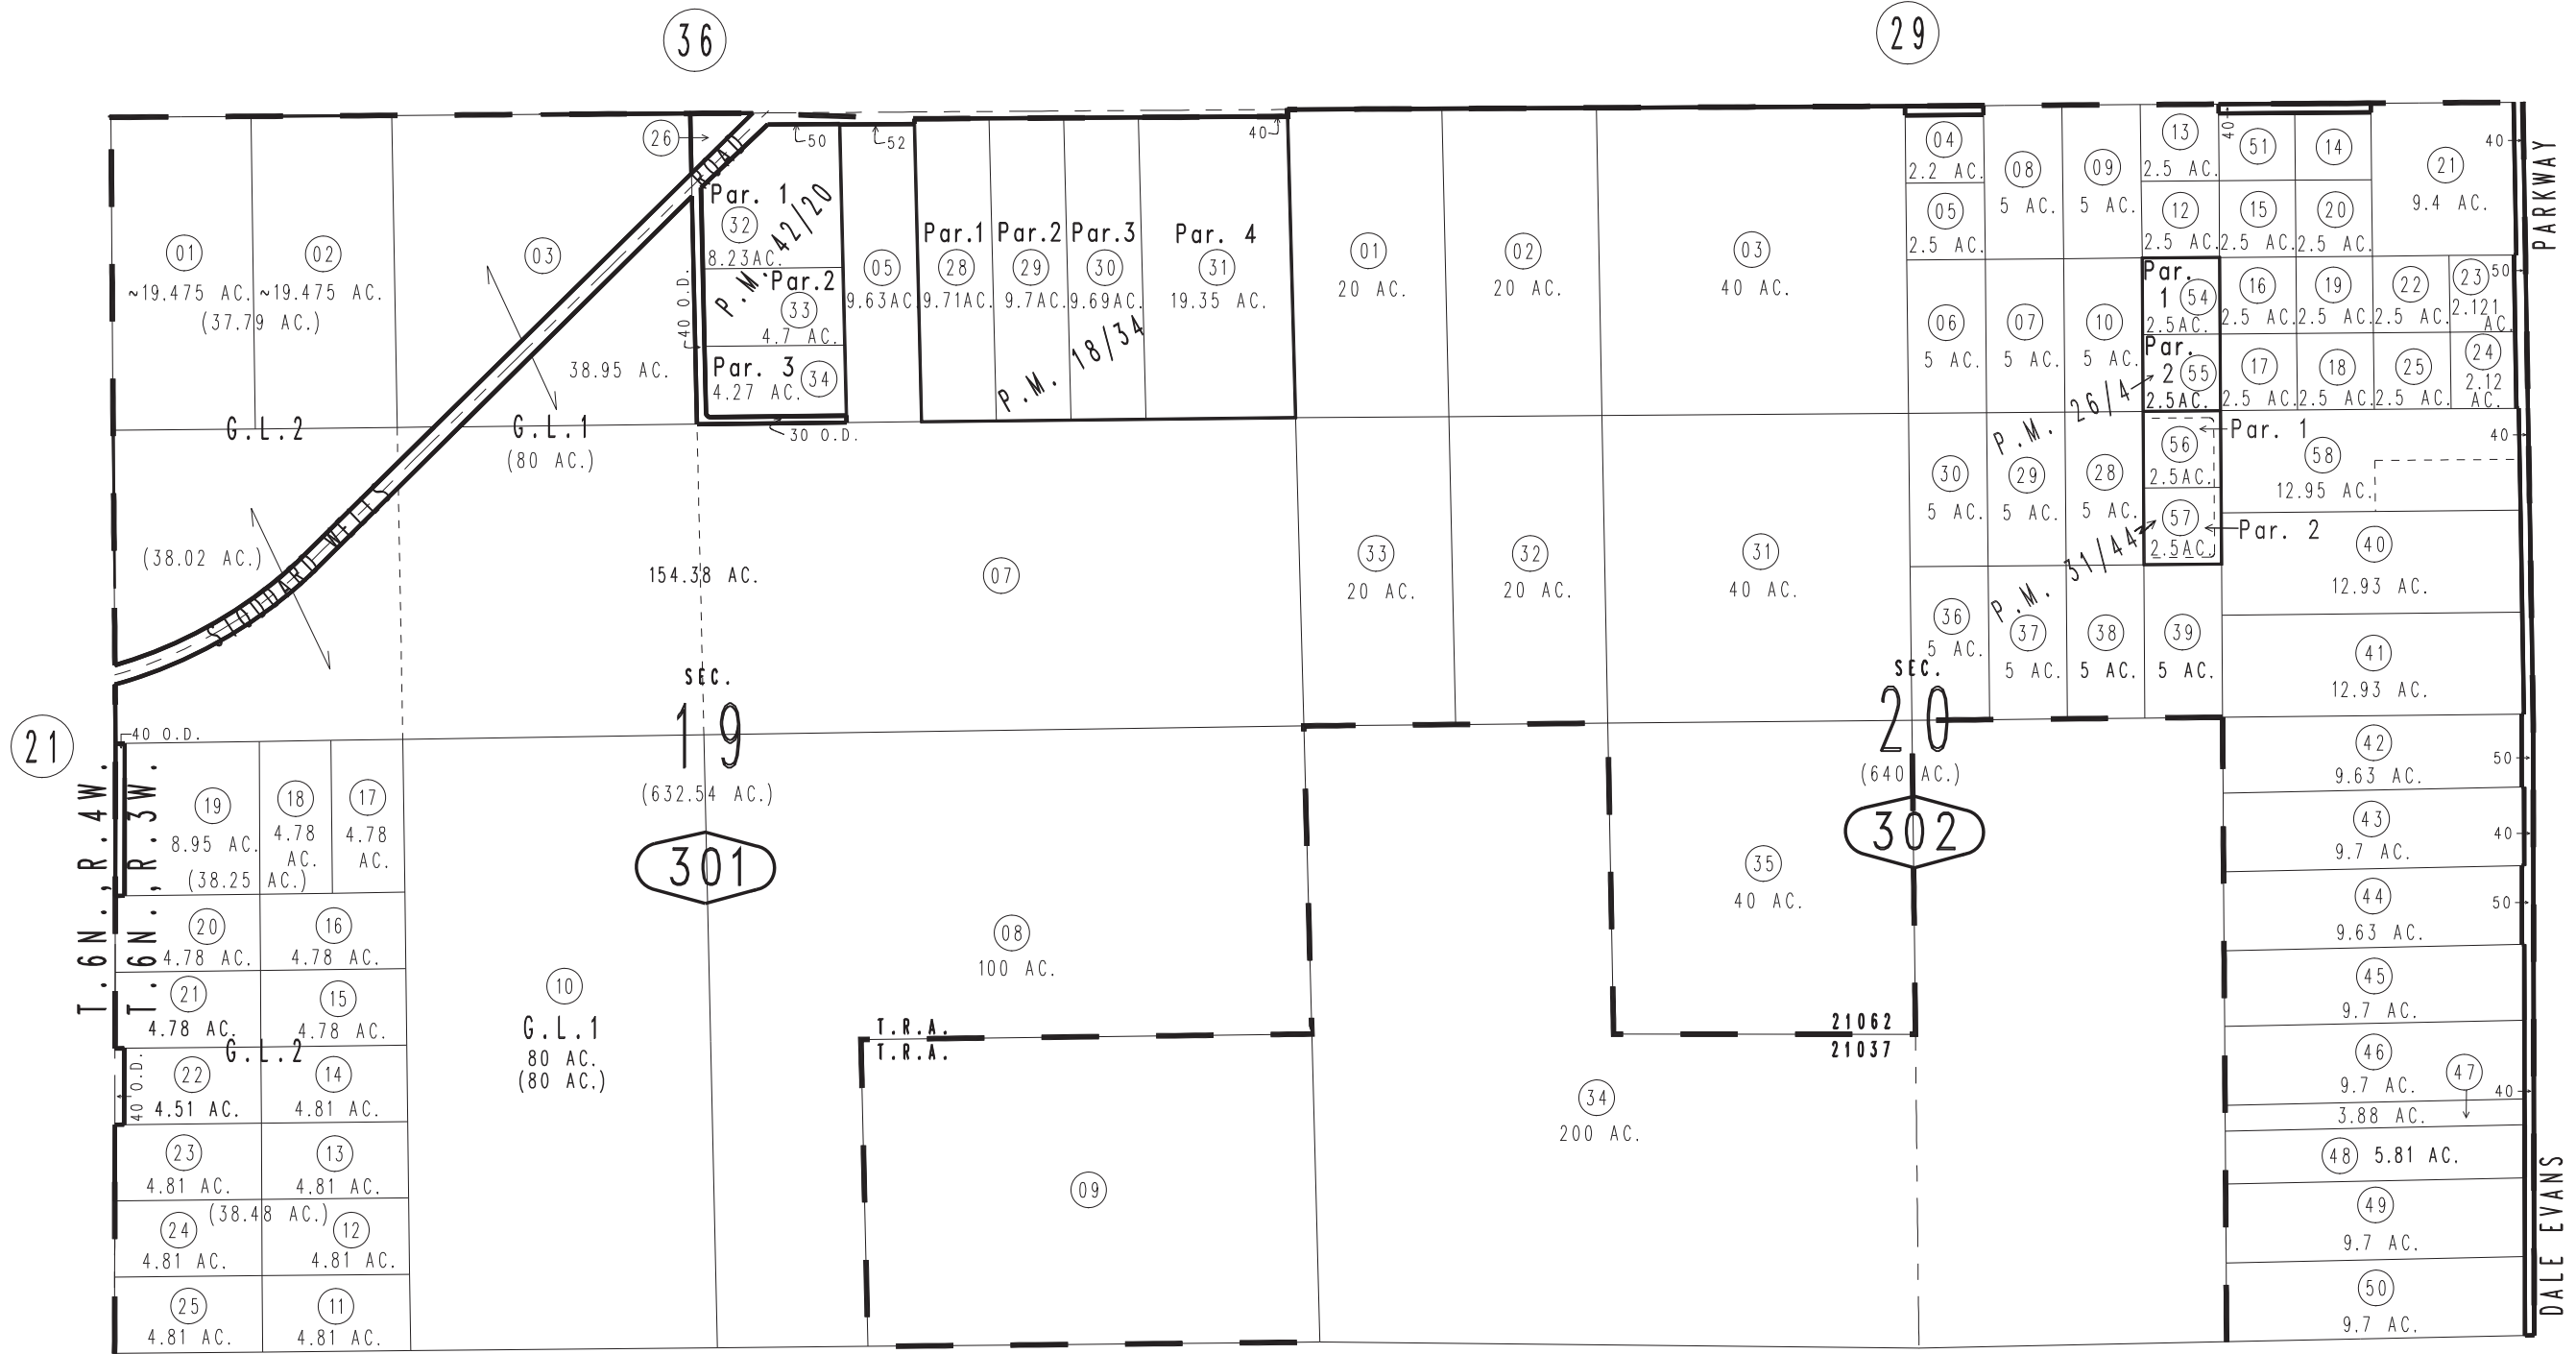 36
29
26
50
52
40
ROAD
Par. 1
32
8.23AC.
P.M. 42/20
Par.2
33
4.7 AC.
Par. 3
34
4.27 AC.
40 O.D.
30 O.D.
01
~19.475 AC.
02
~19.475 AC.
(37.79 AC.)
03
38.95 AC.
G.L.2
G.L.1
(80 AC.)
05
9.63AC
Par.1
28
9.71AC.
Par.2
29
9.7AC.
Par.3
30
9.69AC.
Par. 4
31
19.35 AC.
P.M. 18/34
01
20 AC.
02
20 AC.
03
40 AC.
04
2.2 AC.
05
2.5 AC.
08
5 AC.
09
5 AC.
13
2.5 AC.
12
2.5 AC.
40
51
14
15
2.5 AC.
20
2.5 AC.
21
9.4 AC.
40
PARKWAY
06
5 AC.
07
5 AC.
10
5 AC.
Par.
1
54
2.5AC.
Par.
2
55
2.5AC.
16
2.5 AC.
19
2.5 AC.
22
2.5 AC.
23
2.121
AC.
50
17
2.5 AC.
18
2.5 AC.
25
2.5 AC.
24
2.12
AC.
P.M. 26/4
(38.02 AC.)
STODDARD WELLS
154.38 AC.
07
33
20 AC.
32
20 AC.
31
40 AC.
30
5 AC.
29
5 AC.
28
5 AC.
56
2.5AC.
Par. 1
57
2.5AC.
Par. 2
58
12.95 AC.
40
P.M. 31/44
40
12.93 AC.
36
5 AC.
37
5 AC.
38
5 AC.
39
5 AC.
41
12.93 AC.
SEC.
19
(632.54 AC.)
301
SEC.
20
(640 AC.)
302
21
40 O.D.
T.6N.,R.4W.
T.6N.,R.3W.
19
8.95 AC.
18
4.78
AC.
17
4.78
AC.
(38.25 AC.)
20
4.78 AC.
16
4.78 AC.
21
4.78 AC.
15
4.78 AC.
G.L.2
22
4.51 AC.
14
4.81 AC.
40 O.D.
23
4.81 AC.
13
4.81 AC.
(38.48 AC.)
24
4.81 AC.
12
4.81 AC.
25
4.81 AC.
11
4.81 AC.
10
G.L.1
80 AC.
(80 AC.)
08
100 AC.
T.R.A.
T.R.A.
09
35
40 AC.
21062
21037
34
200 AC.
42
9.63 AC.
50
43
9.7 AC.
40
44
9.63 AC.
50
45
9.7 AC.
46
9.7 AC.
47
40
3.88 AC.
48
5.81 AC.
49
9.7 AC.
50
9.7 AC.
DALE EVANS